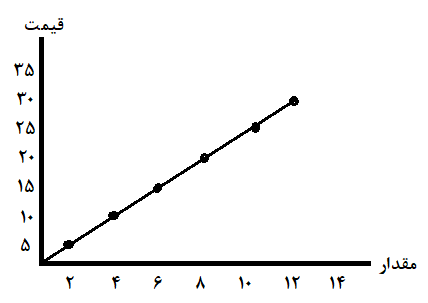 قیمت
۳۵
۳۰
۲۵
۲۰
۱۵
۱۰
۵
مقدار
۲ ۴ ۶ ۸ ۱۰ ۱۲ ۱۴